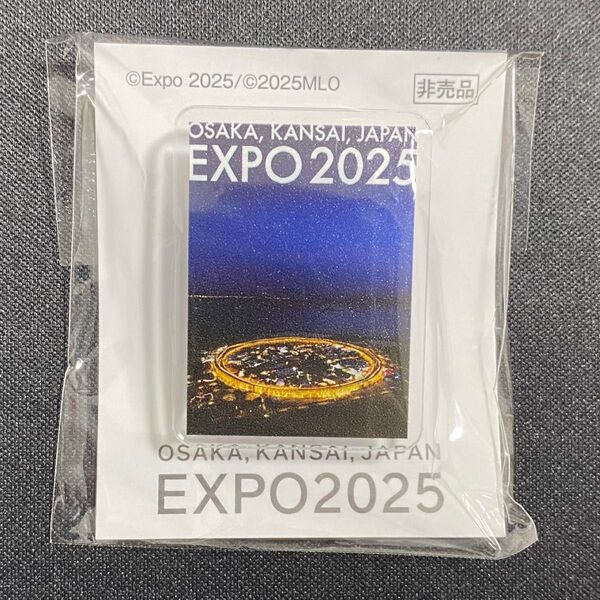 ©Expo 2025/©2025MLO
非売品
OSAKA, KANSAI, JAPAN
EXPO 2025
OSAKA, KANSAI, JAPAN
EXPO2025